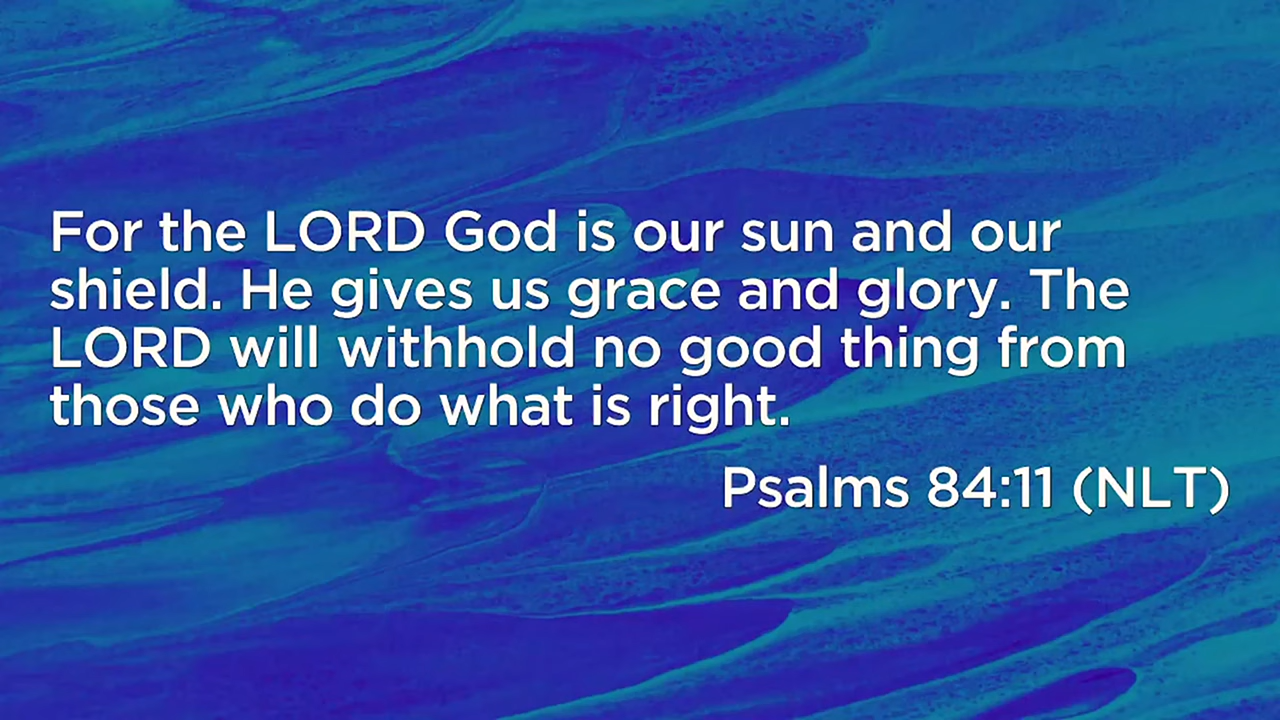 For the LORD God is our sun and our
shield. He gives us grace and glory. The
LORD will withhold no good thing from
those who do what is right.
Psalms 84:11 (NLT)